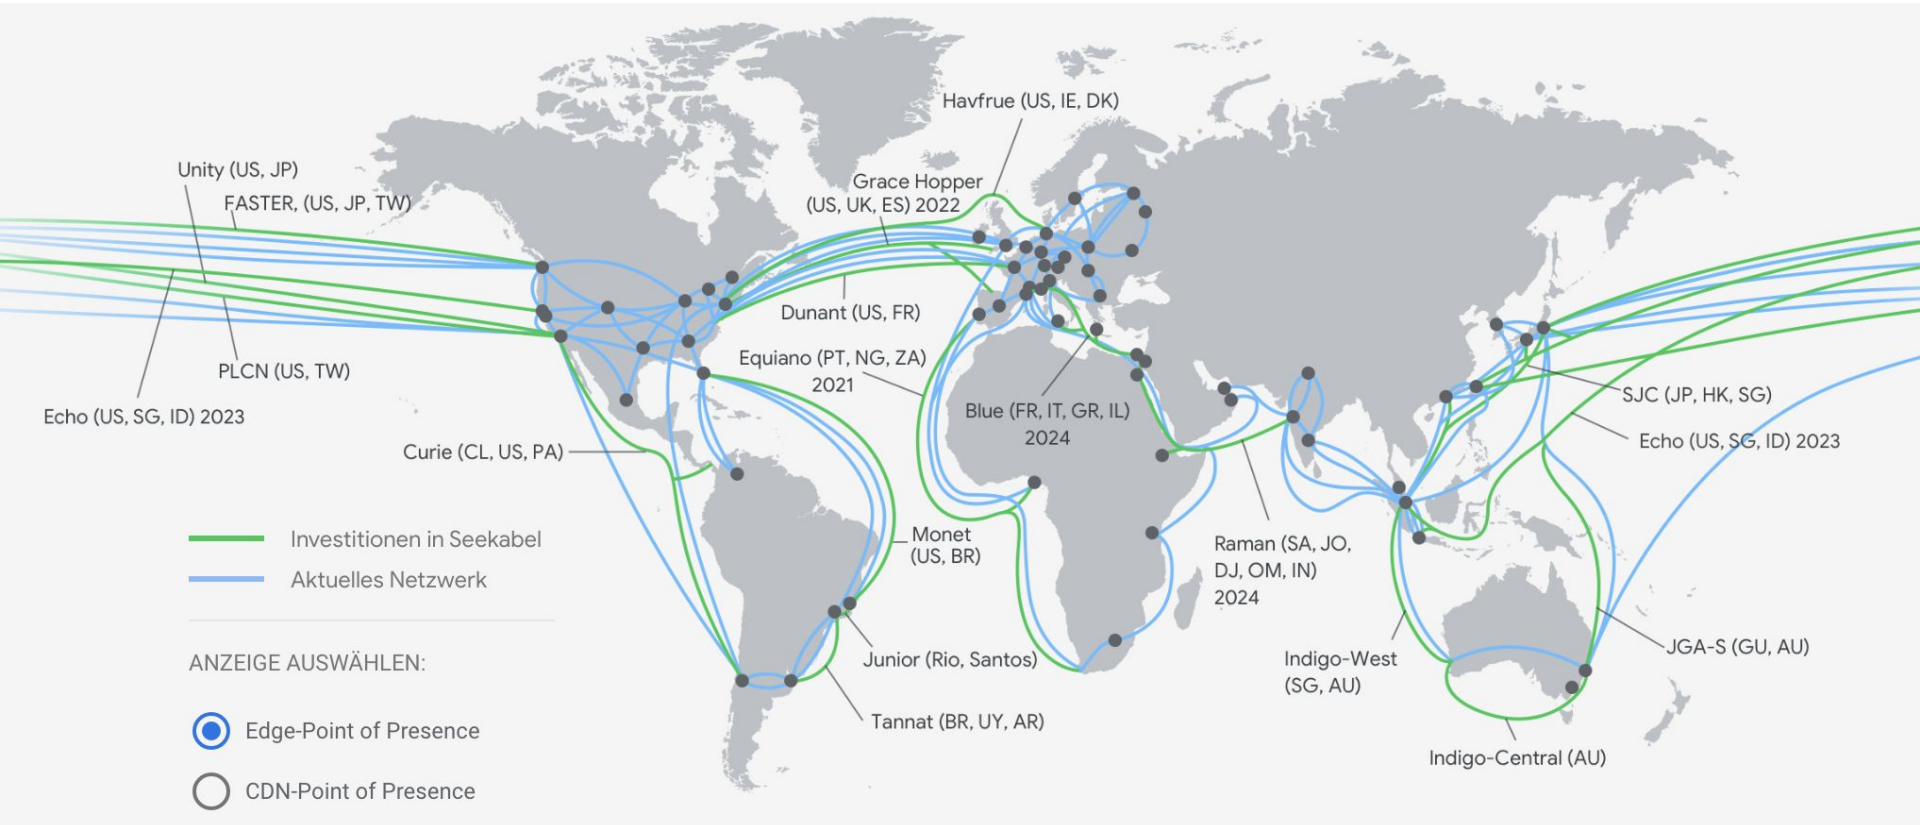 Havfrue (US, IE, DK)
Unity (US, JP)
FASTER, (US, JP, TW)
Grace Hopper
(US, UK, ES) 2022
Dunant (US, FR)
PLCN (US, TW)
Equiano (PT, NG, ZA)
2021
Echo (US, SG, ID) 2023
Blue (FR, IT, GR, IL)
2024
SJC (JP, HK, SG)
Echo (US, SG, ID) 2023
Curie (CL, US, PA)
Monet
(US, BR)
Raman (SA, JO,
DJ, OM, IN)
2024
Junior (Rio, Santos)
Indigo-West
(SG, AU)
JGA-S (GU, AU)
Tannat (BR, UY, AR)
Indigo-Central (AU)
Investitionen in Seekabel
Aktuelles Netzwerk
ANZEIGE AUSWÄHLEN:
Edge-Point of Presence
CDN-Point of Presence